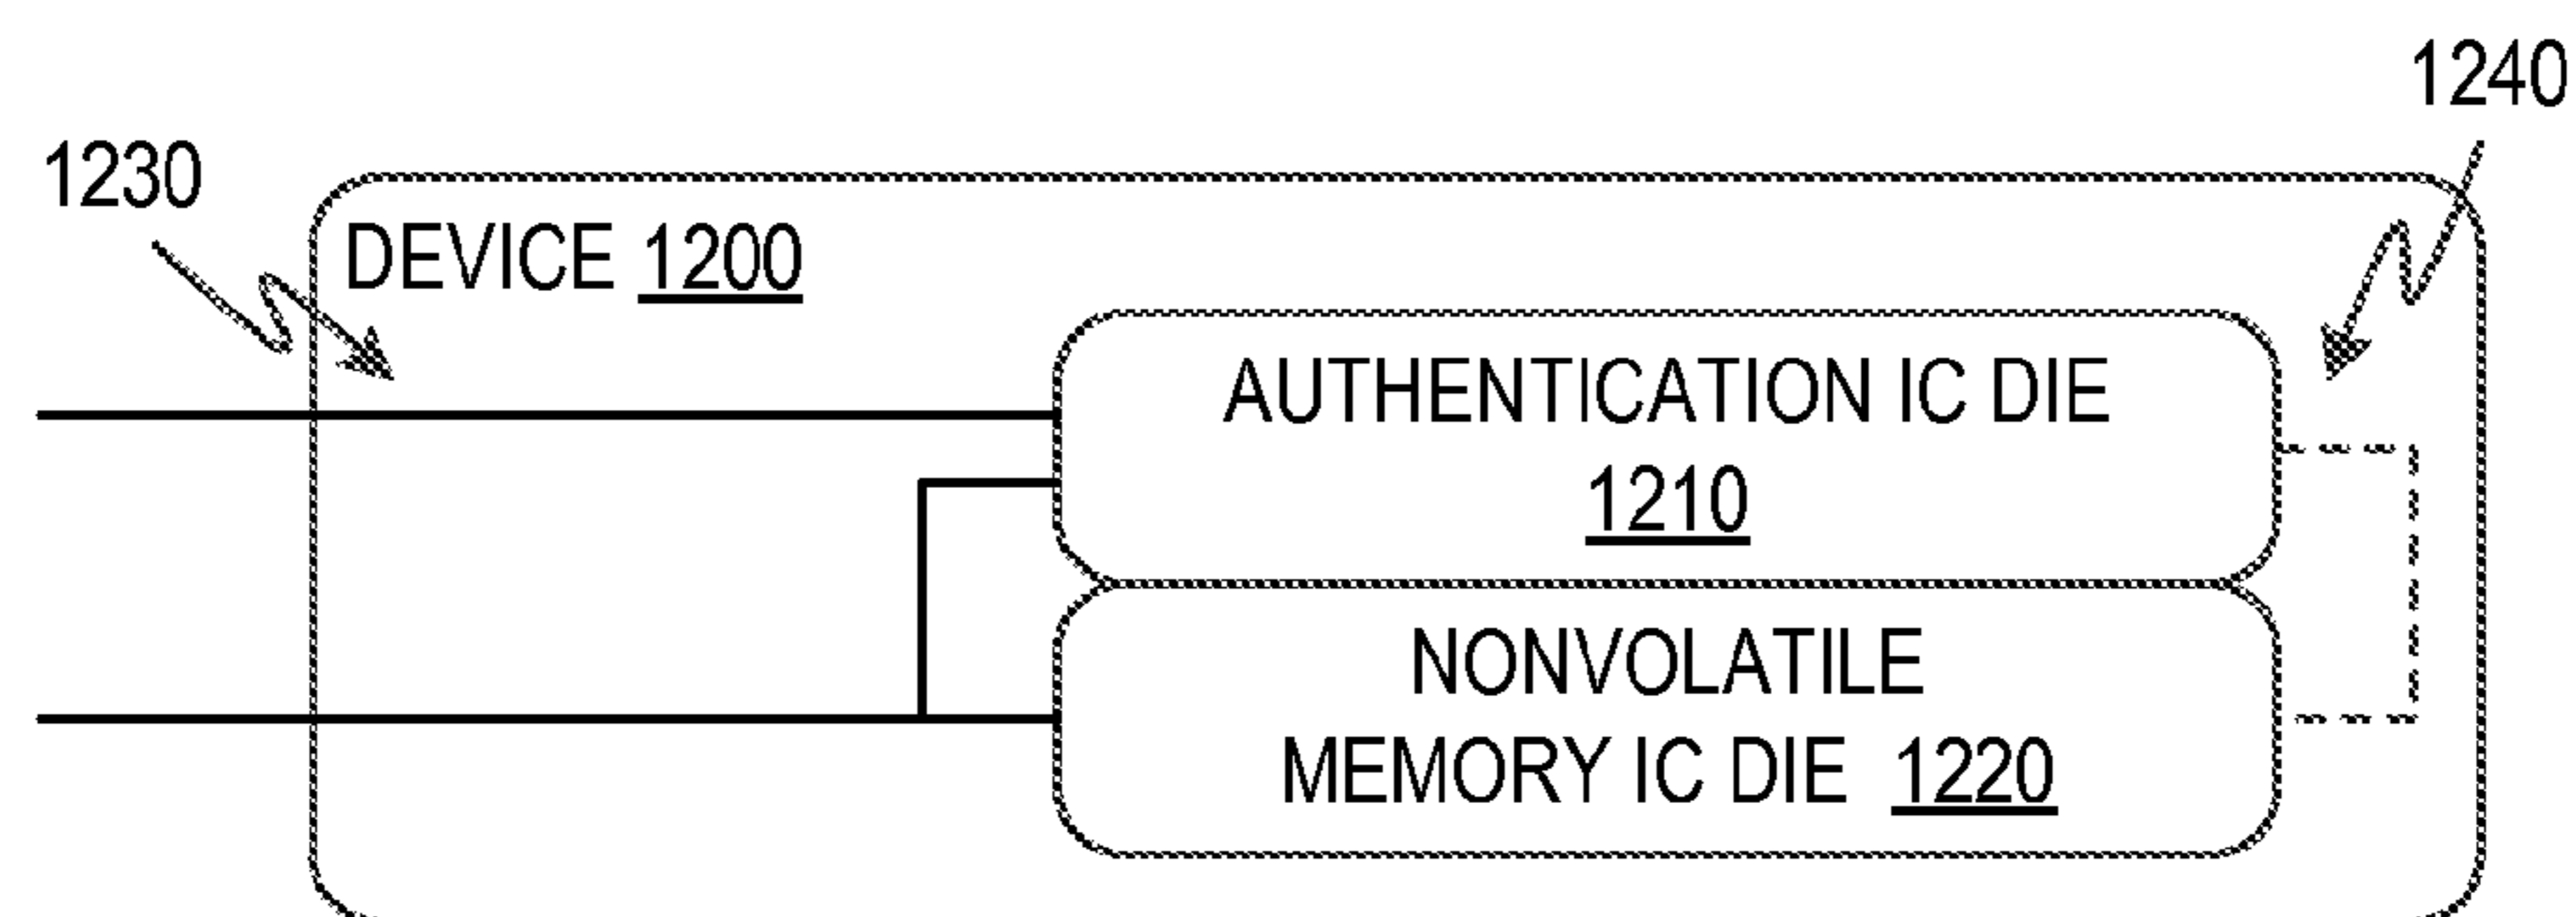 1240
1230
DEVICE 1200
AUTHENTICATION IC DIE
1210
NONVOLATILE
MEMORY IC DIE 1220